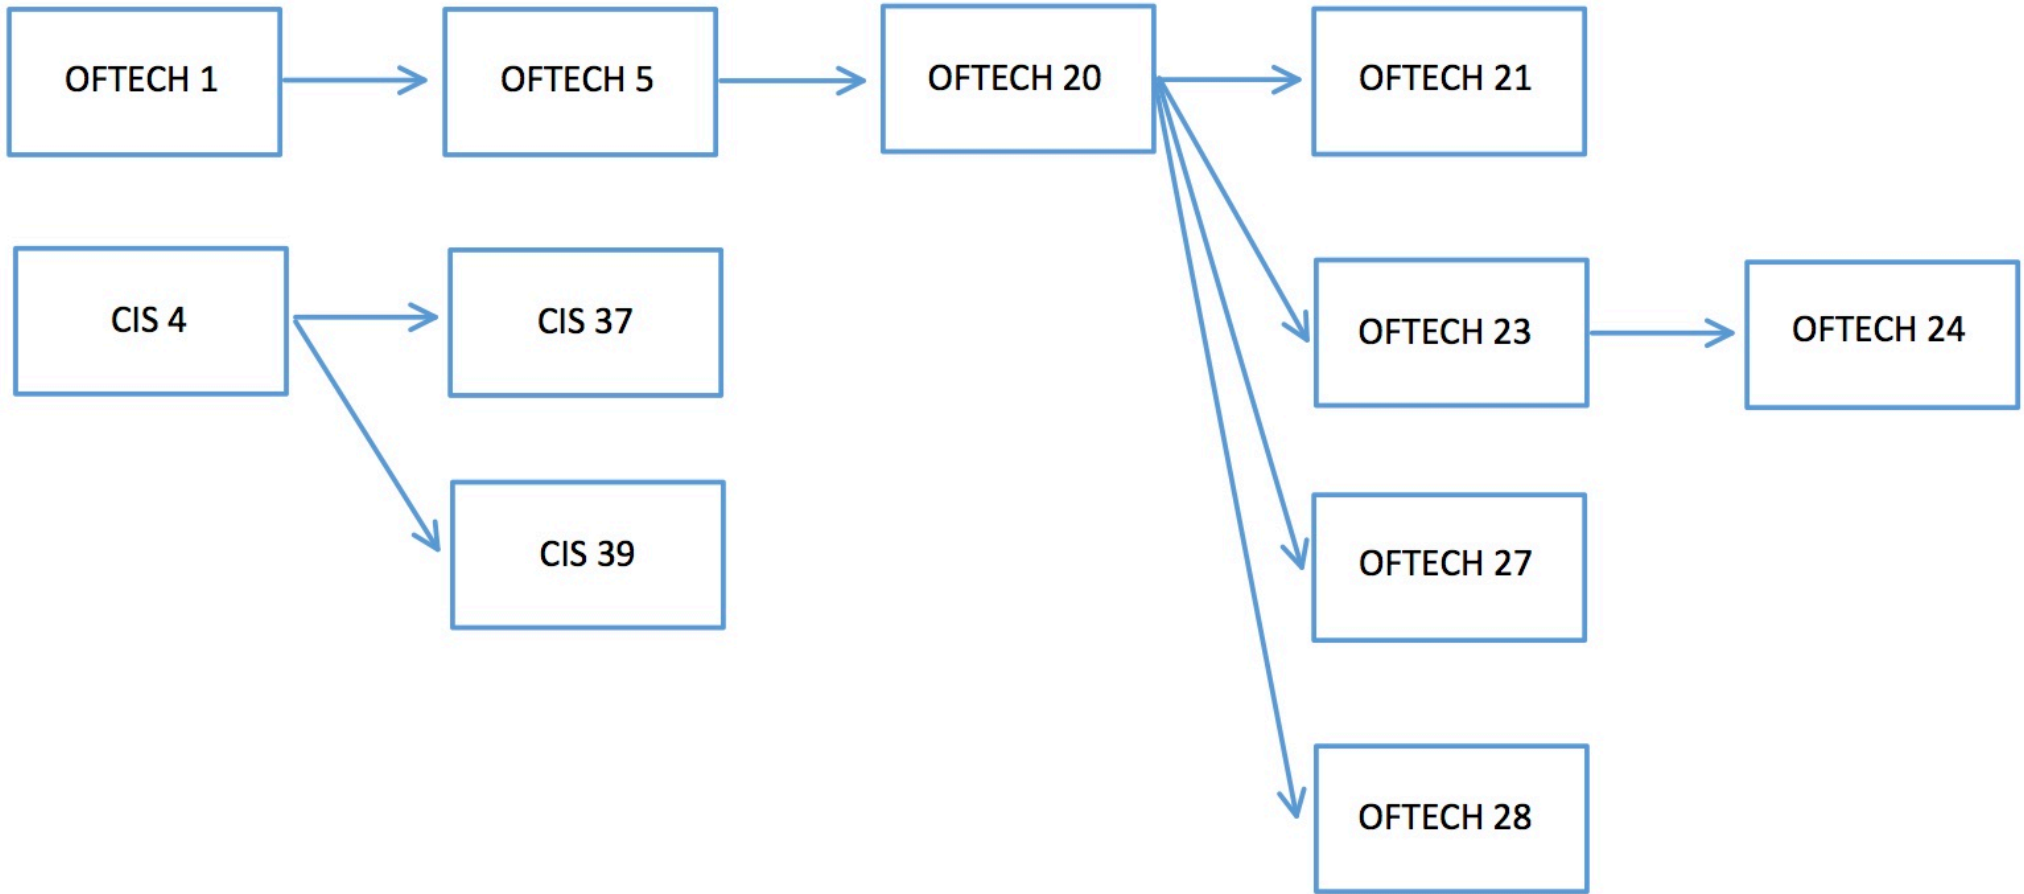 OFTECH 1
OFTECH 5
OFTECH 20
OFTECH 21
CIS 4
CIS 37
OFTECH 23
OFTECH 24
CIS 39
OFTECH 27
OFTECH 28